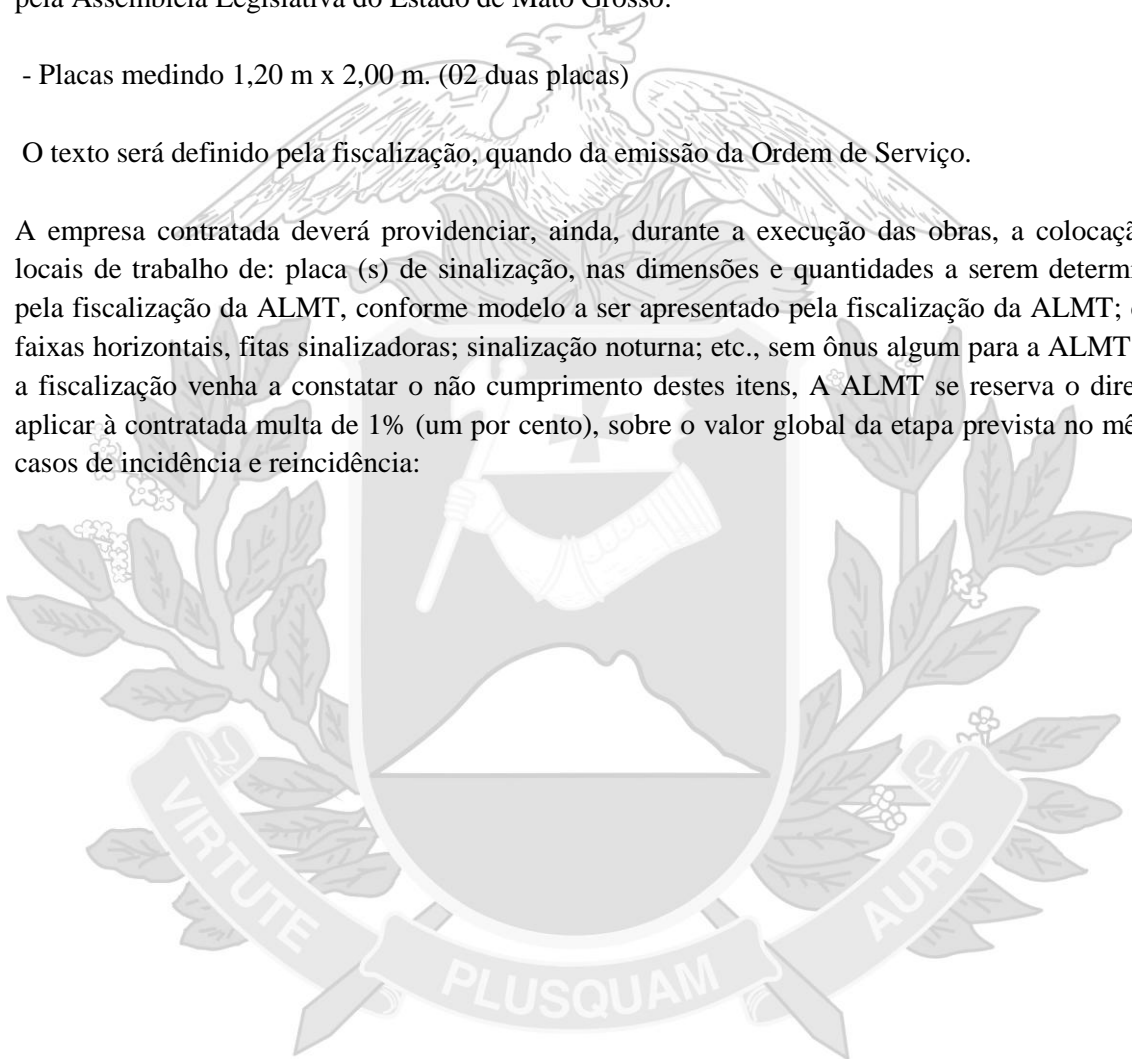 pela Assembleia Legislativa do Estado de Mato Grosso.
- Placas medindo 1,20 m x 2,00 m. (02 duas placas)
O texto será definido pela fiscalização, quando da emissão da Ordem de Serviço.
A empresa contratada deverá providenciar, ainda, durante a execução das obras, a colocaçã
locais de trabalho de: placa (s) de sinalização, nas dimensões e quantidades a serem determi
pela fiscalização da ALMT, conforme modelo a ser apresentado pela fiscalização da ALMT;
faixas horizontais, fitas sinalizadoras; sinalização noturna; etc., sem ônus algum para a ALMT
a fiscalização venha a constatar o não cumprimento destes itens, A ALMT se reserva o dire
aplicar à contratada multa de 1% (um por cento), sobre o valor global da etapa prevista no mê
casos de incidência e reincidência:
VIRTUTE
PLUSQUAM
AURO